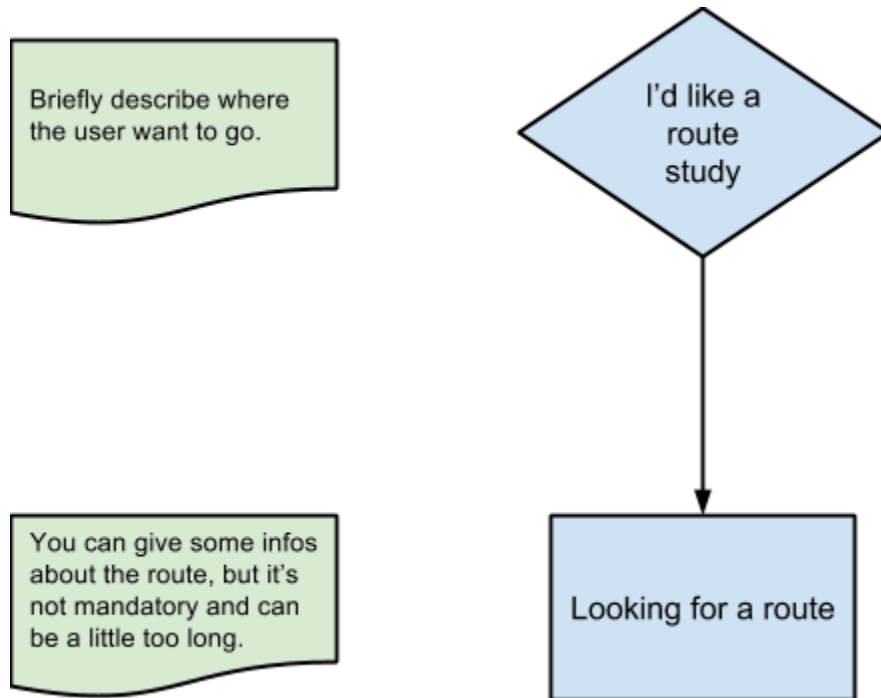 Briefly describe where
the user want to go.
I’d like a
route
study
You can give some infos
about the route, but it’s
not mandatory and can
be a little too long.
Looking for a route